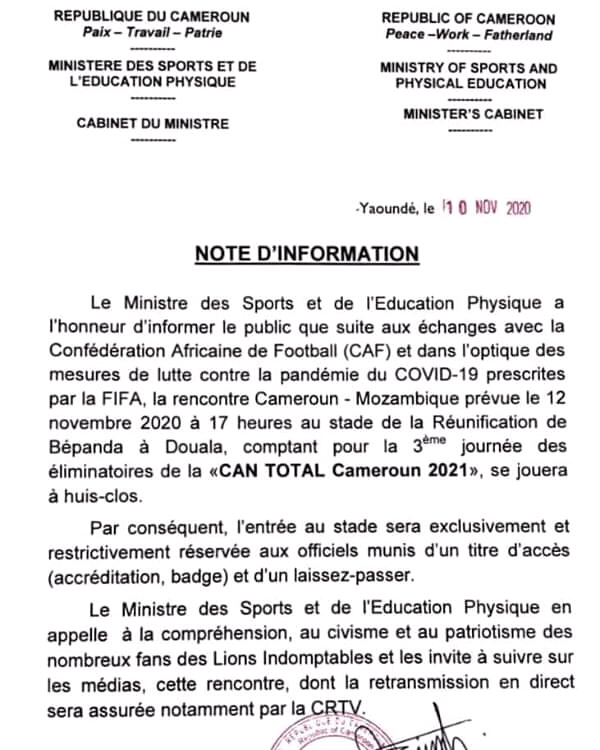 REPUBLIQUE DU CAMEROUN
Paix – Travail – Patrie
----------
MINISTERE DES SPORTS ET DE
L'EDUCATION PHYSIQUE
----------
CABINET DU MINISTRE
----------
REPUBLIC OF CAMEROON
Peace –Work – Fatherland
----------
MINISTRY OF SPORTS AND
PHYSICAL EDUCATION
----------
MINISTER'S CABINET
----------
Yaoundé, le 10 NOV 2020
NOTE D'INFORMATION
Le Ministre des Sports et de l'Education Physique a
l'honneur d'informer le public que suite aux échanges avec la
Confédération Africaine de Football (CAF) et dans l'optique des
mesures de lutte contre la pandémie du COVID-19 prescrites
par la FIFA, la rencontre Cameroun - Mozambique prévue le 12
novembre 2020 à 17 heures au stade de la Réunification de
Bépanda à Douala, comptant pour la 3ème journée des
éliminatoires de la «CAN TOTAL Cameroun 2021», se jouera
à huis-clos.
Par conséquent, l'entrée au stade sera exclusivement et
restrictivement réservée aux officiels munis d'un titre d'accès
(accréditation, badge) et d'un laissez-passer.
Le Ministre des Sports et de l'Education Physique en
appelle à la compréhension, au civisme et au patriotisme des
nombreux fans des Lions Indomptables et les invite à suivre sur
les médias, cette rencontre, dont la retransmission en direct
sera assurée notamment par la CRTV.
Republic of Cameroon